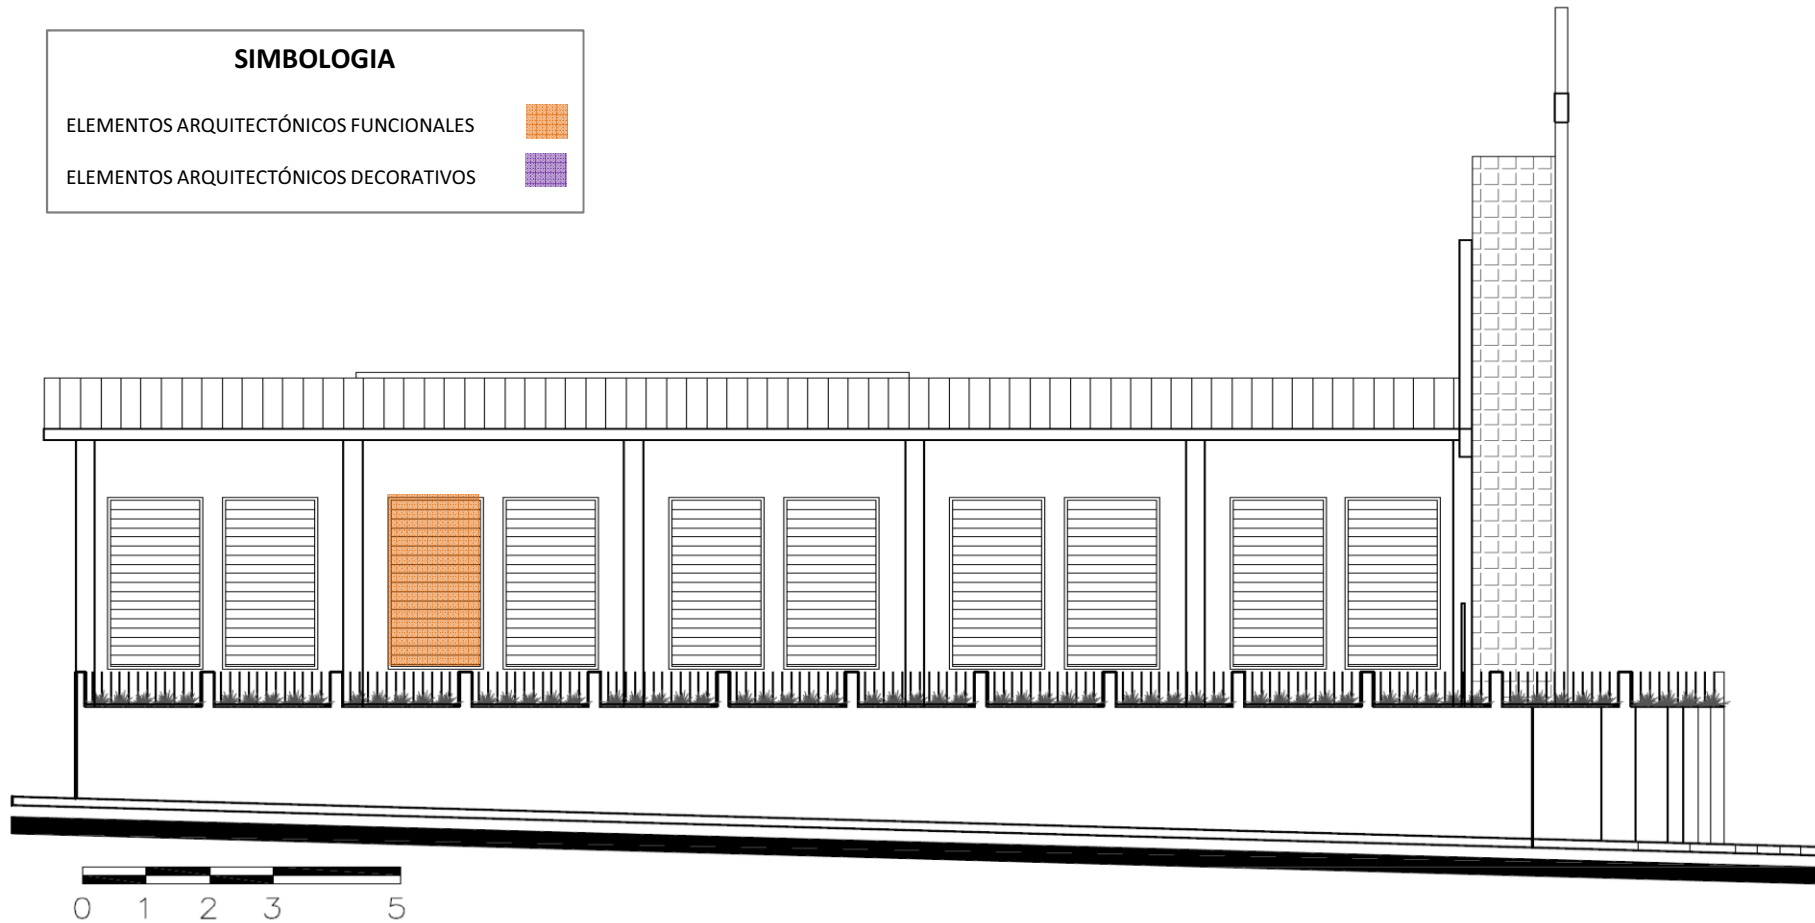 SIMBOLOGIA
ELEMENTOS ARQUITECTÓNICOS FUNCIONALES
ELEMENTOS ARQUITECTÓNICOS DECORATIVOS
0 1 2 3 5